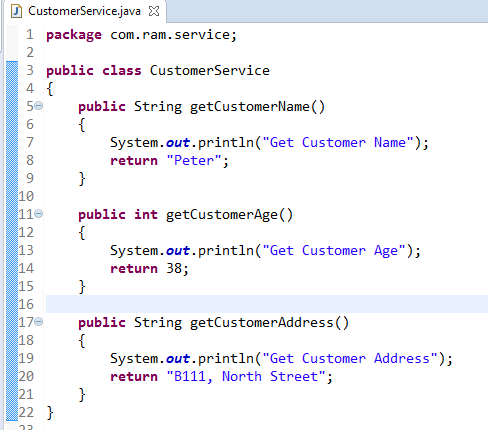 CustomerService.java
1 package com.ram.service;
2
3 public class CustomerService
4 {
5 public String getCustomerName()
6 {
7 System.out.println("Get Customer Name");
8 return "Peter";
9 }
10
11 public int getCustomerAge()
12 {
13 System.out.println("Get Customer Age");
14 return 38;
15 }
16
17 public String getCustomerAddress()
18 {
19 System.out.println("Get Customer Address");
20 return "B111, North Street";
21 }
22 }
23